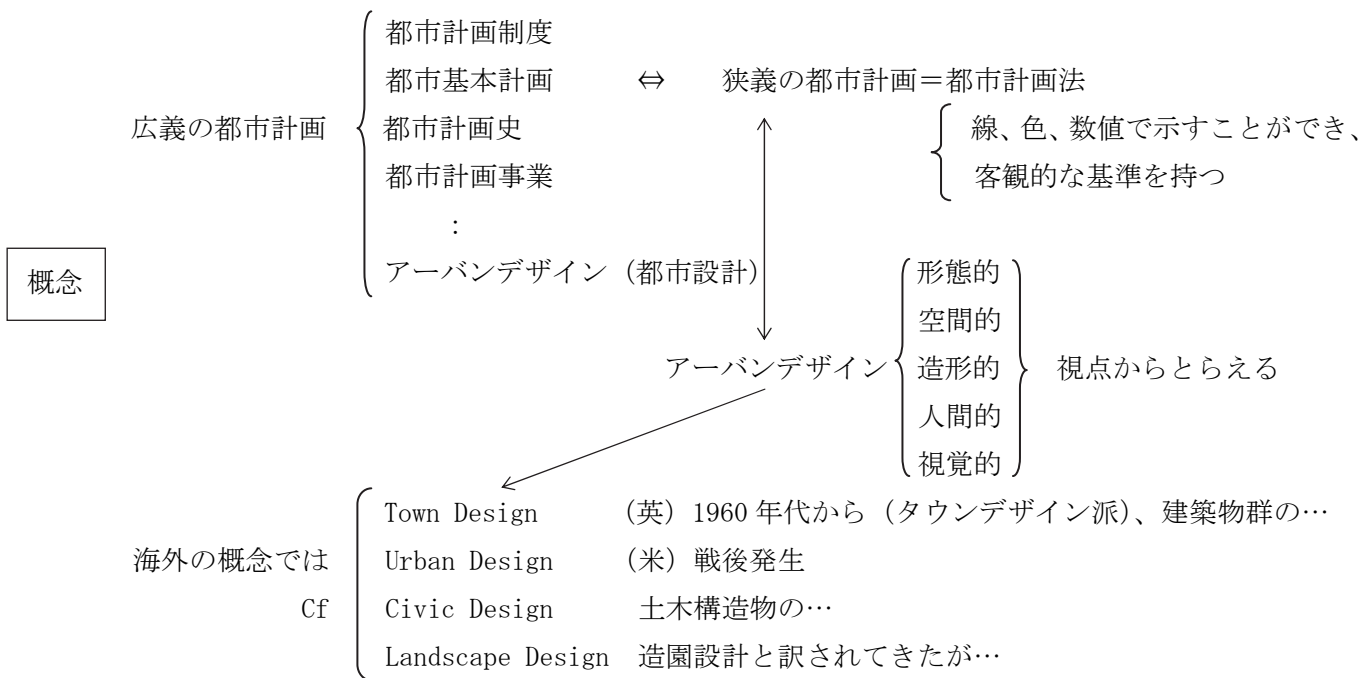 都市計画制度
都市基本計画 ⇔ 狭義の都市計画＝都市計画法
広義の都市計画 都市計画史 線、色、数値で示すことができ、
都市計画事業 客観的な基準を持つ
：
概念
アーバンデザイン（都市設計） 形態的
空間的
アーバンデザイン 造形的 視点からとらえる
人間的
視覚的
Town Design （英）1960 年代から（タウンデザイン派）、建築物群の…
海外の概念では Urban Design （米）戦後発生
Cf Civic Design 土木構造物の…
Landscape Design 造園設計と訳されてきたが…